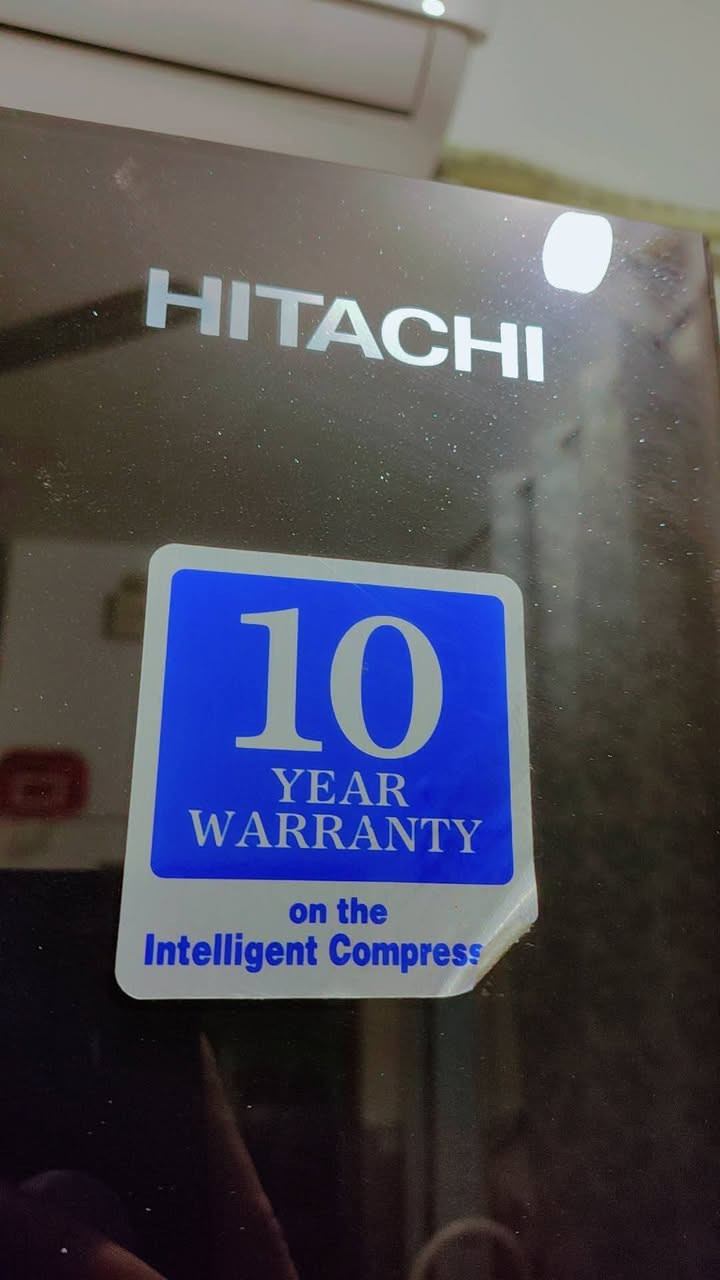 HITACHI
10
YEAR
WARRANTY
on the
Intelligent Compress